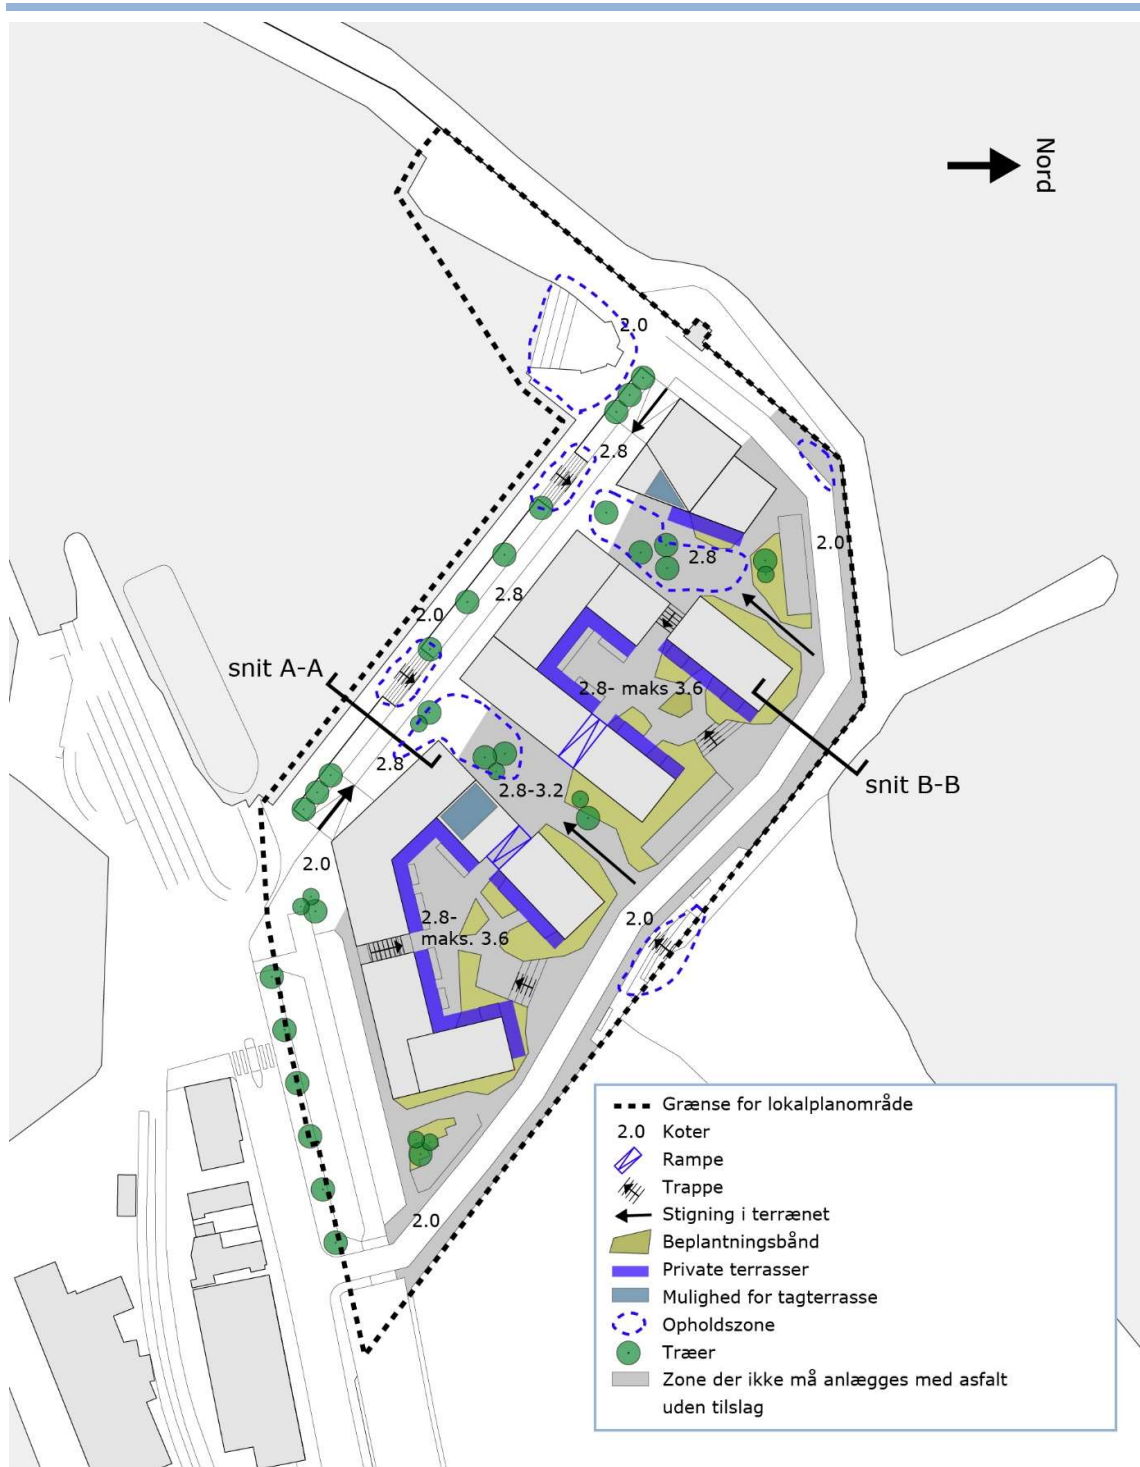 Nord
2.0
2.8
2.0
2.8
2.8
2.0
snit A-A
2.8- maks 3.6
2.8
snit B-B
2.8-3.2
2.0
2.8-
maks. 3.6
2.0
2.0
Grænse for lokalplanområde
2.0 Koter
Rampe
Trappe
Stigning i terrænet
Beplantningsbånd
Private terrasser
Mulighed for tagterrasse
Opholdszone
Træer
Zone der ikke må anlægges med asfalt
uden tilslag